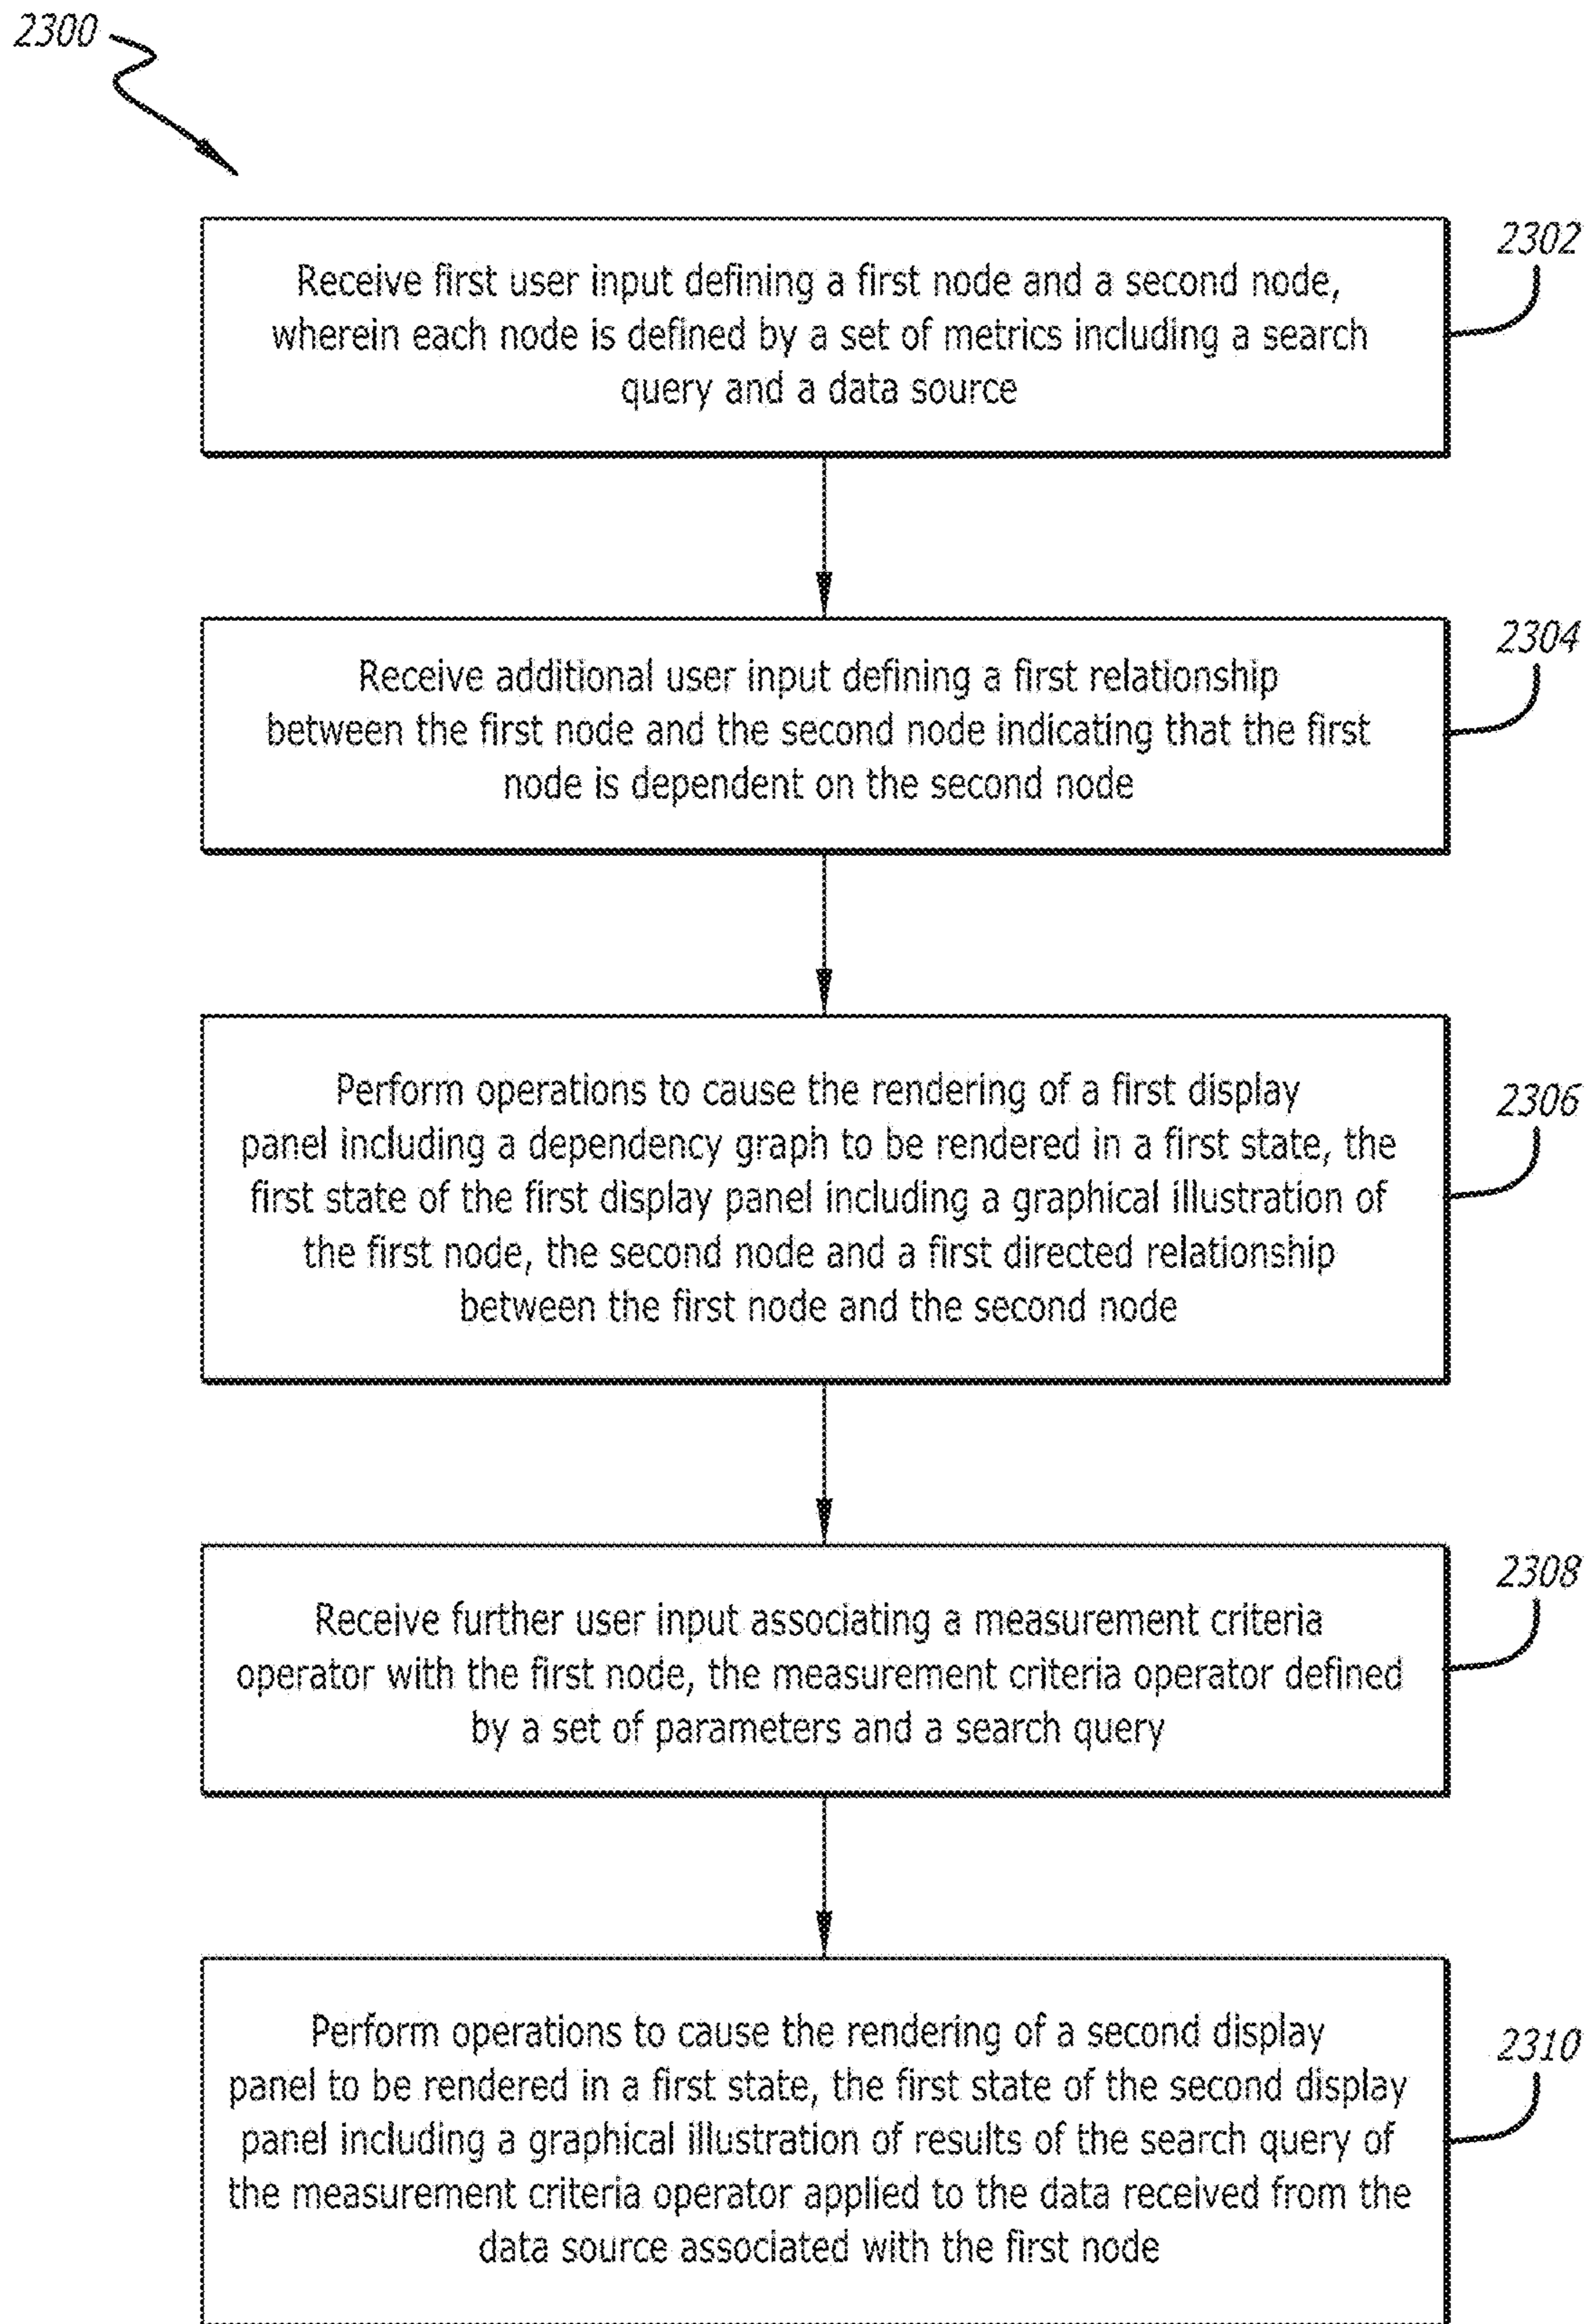 2300
2302
Receive first user input defining a first node and a second node,
wherein each node is defined by a set of metrics including a search
query and a data source
2304
Receive additional user input defining a first relationship
between the first node and the second node indicating that the first
node is dependent on the second node
2306
Perform operations to cause the rendering of a first display
panel including a dependency graph to be rendered in a first state, the
first state of the first display panel including a graphical illustration of
the first node, the second node and a first directed relationship
between the first node and the second node
2308
Receive further user input associating a measurement criteria
operator with the first node, the measurement criteria operator defined
by a set of parameters and a search query
2310
Perform operations to cause the rendering of a second display
panel to be rendered in a first state, the first state of the second display
panel including a graphical illustration of results of the search query of
the measurement criteria operator applied to the data received from the
data source associated with the first node